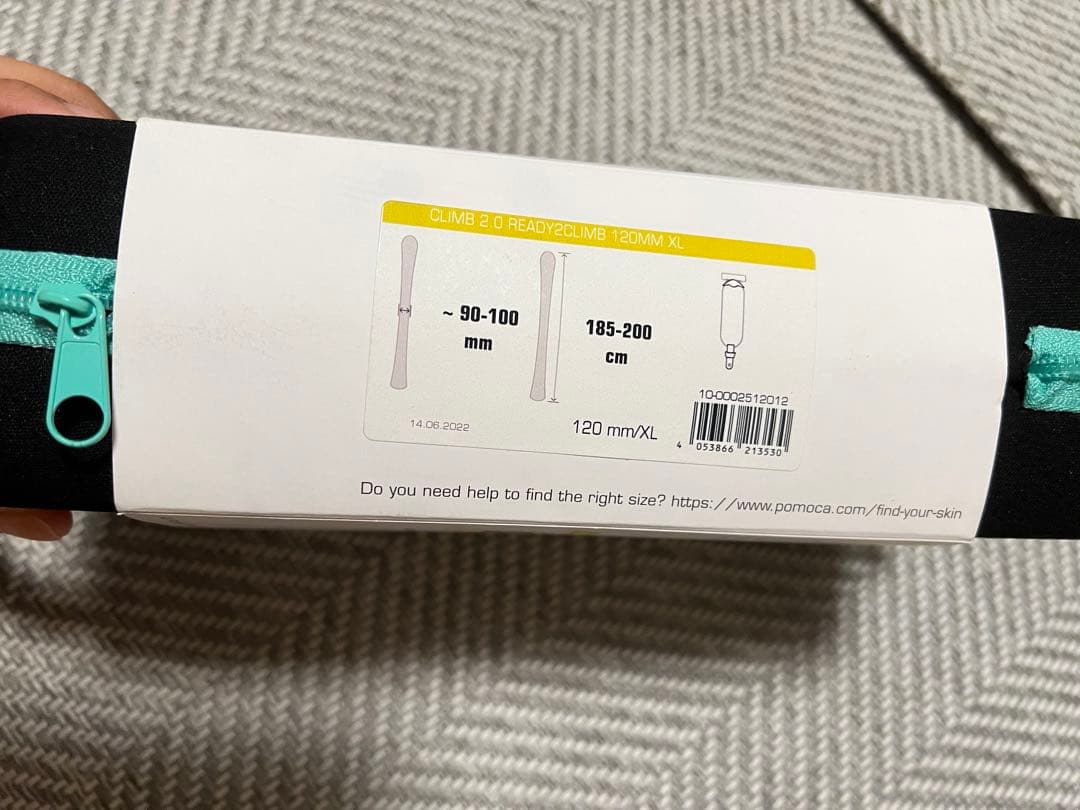 CLIMB 2.0 READY2CLIMB 120MM XL
~ 90-100
mm
185-200
cm
10-0002512012
14.06.2022
120 mm/XL
4 053866 213530
Do you need help to find the right size? https://www.pomoca.com/find-your-skin